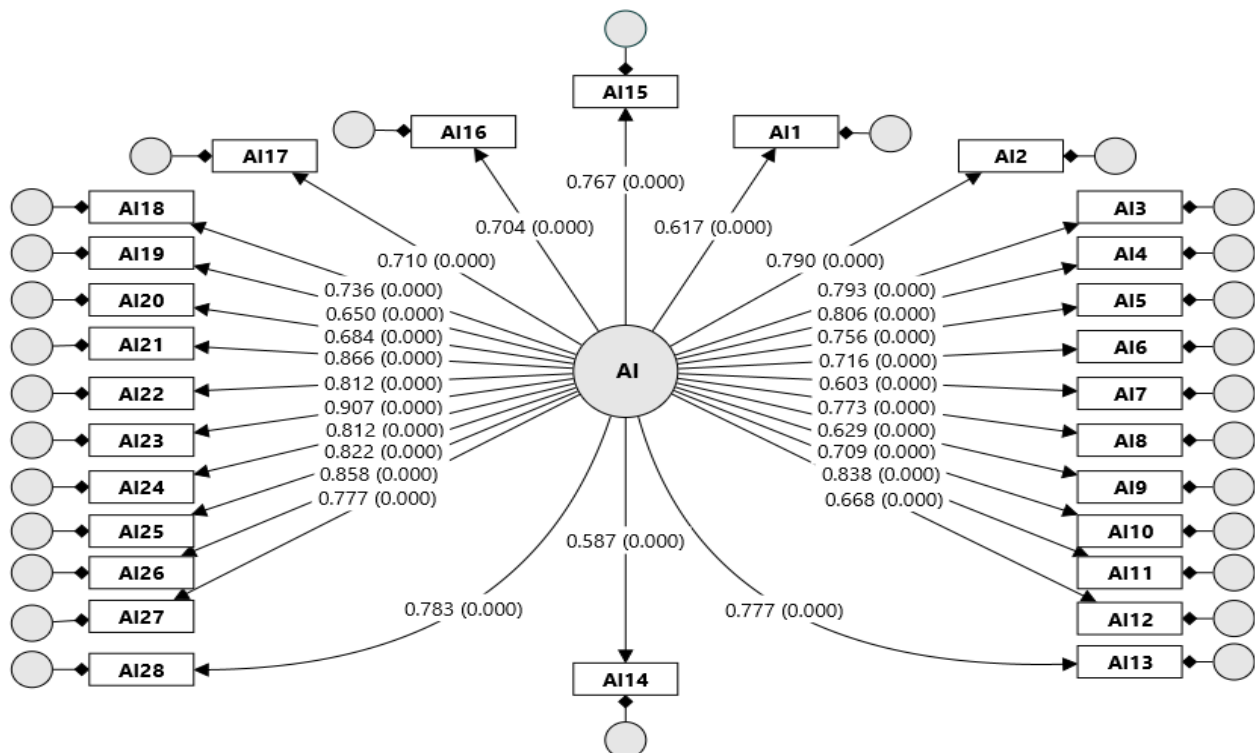 AI15
AI16
AI1
AI17
AI2
0.767 (0.000)
AI18
AI3
0.704 (0.000)
0.617 (0.000)
AI19
AI4
0.710 (0.000)
0.790 (0.000)
0.736 (0.000)
0.793 (0.000)
AI20
AI5
0.650 (0.000)
0.806 (0.000)
0.684 (0.000)
0.756 (0.000)
AI21
AI6
0.866 (0.000)
0.716 (0.000)
AI
0.812 (0.000)
0.603 (0.000)
AI22
AI7
0.907 (0.000)
0.773 (0.000)
0.812 (0.000)
0.629 (0.000)
AI23
AI8
0.822 (0.000)
0.709 (0.000)
0.858 (0.000)
0.838 (0.000)
AI24
AI9
0.777 (0.000)
0.668 (0.000)
AI25
AI10
0.587 (0.000)
AI26
AI11
0.783 (0.000)
0.777 (0.000)
AI27
AI12
AI28
AI13
AI14